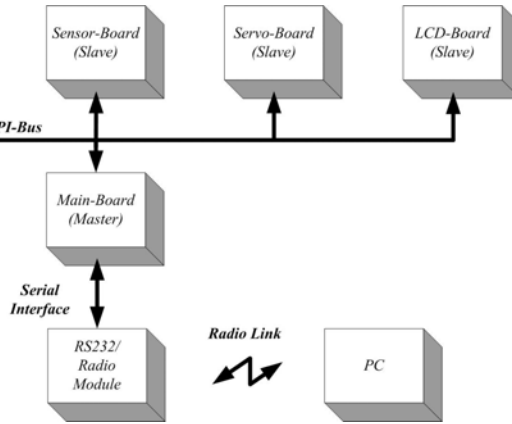 Sensor-Board
(Slave)
Servo-Board
(Slave)
LCD-Board
(Slave)
PI-Bus
Main-Board
(Master)
Serial
Interface
RS232/
Radio
Module
Radio Link
PC